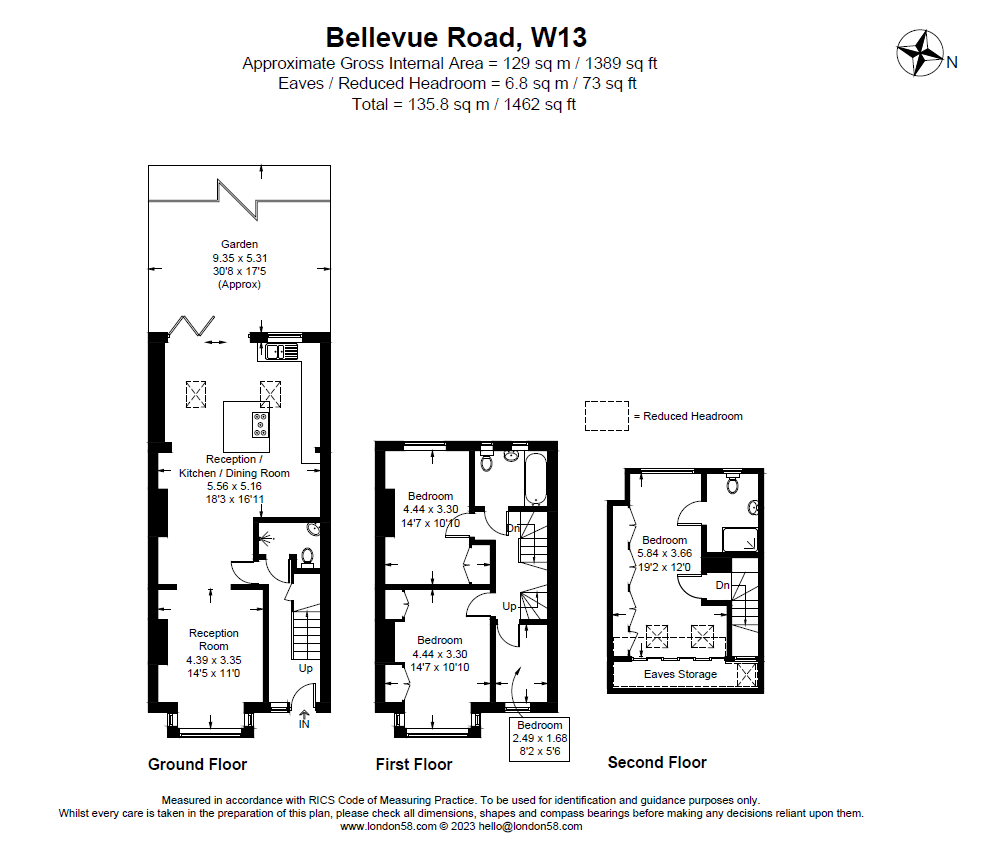 Bellevue Road, W13
Approximate Gross Internal Area = 129 sq m / 1389 sq ft
Eaves / Reduced Headroom = 6.8 sq m / 73 sq ft
Total = 135.8 sq m / 1462 sq ft
N
Garden
9.35 x 5.31
30'8 x 17'5
(Approx)
= Reduced Headroom
Reception /
Kitchen / Dining Room
5.56 x 5.16
18'3 x 16'11
Reception
Room
4.39 x 3.35
14'5 x 11'0
Up
IN
Ground Floor
Bedroom
4.44 x 3.30
14'7 x 10'10
Dn
Up
Bedroom
4.44 x 3.30
14'7 x 10'10
Bedroom
2.49 x 1.68
8'2 x 5'6
First Floor
Bedroom
5.84 x 3.66
19'2 x 12'0
Dn
Eaves Storage
Second Floor
Measured in accordance with RICS Code of Measuring Practice. To be used for identification and guidance purposes only.
Whilst every care is taken in the preparation of this plan, please check all dimensions, shapes and compass bearings before making any decisions reliant upon them.
www.london58.com © 2023 hello@london58.com